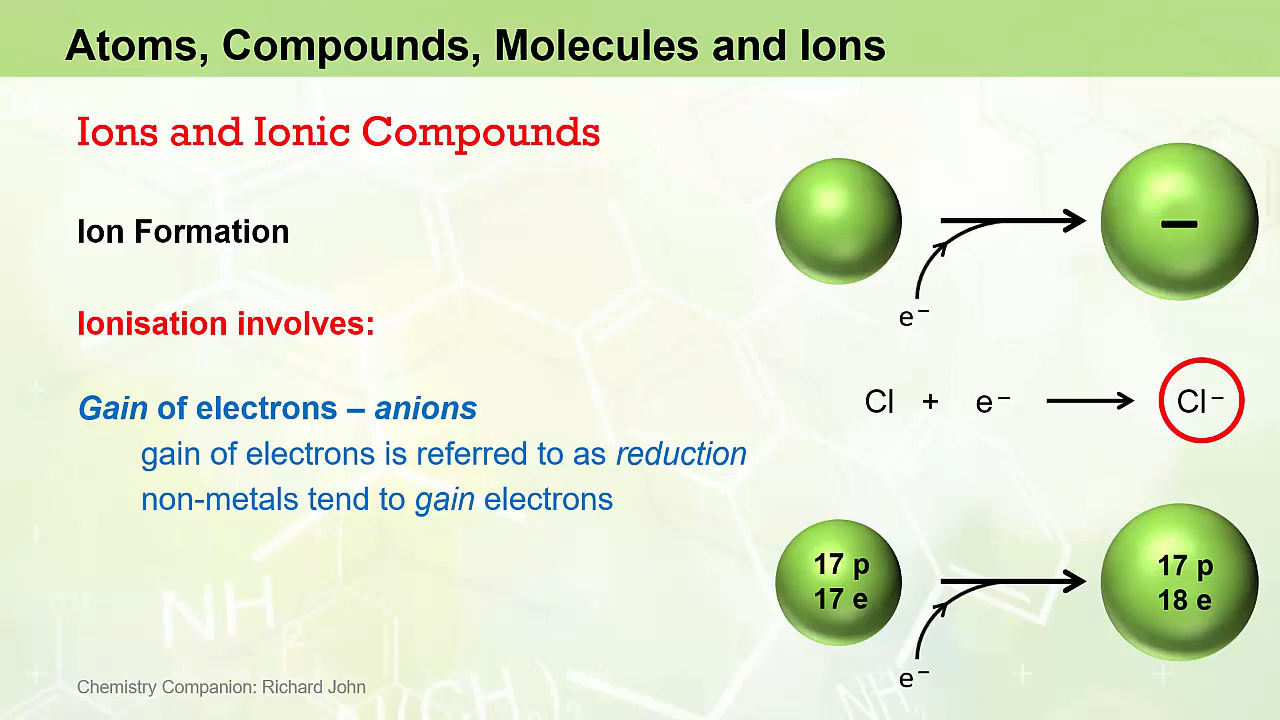 Atoms, Compounds, Molecules and Ions
Ions and Ionic Compounds
Ion Formation
Ionisation involves:
Gain of electrons – anions
gain of electrons is referred to as reduction
non-metals tend to gain electrons
–
e⁻
Cl + e⁻ ⟶ Cl⁻
17 p
17 e
e⁻
17 p
18 e
NH
Chemistry Companion: Richard John